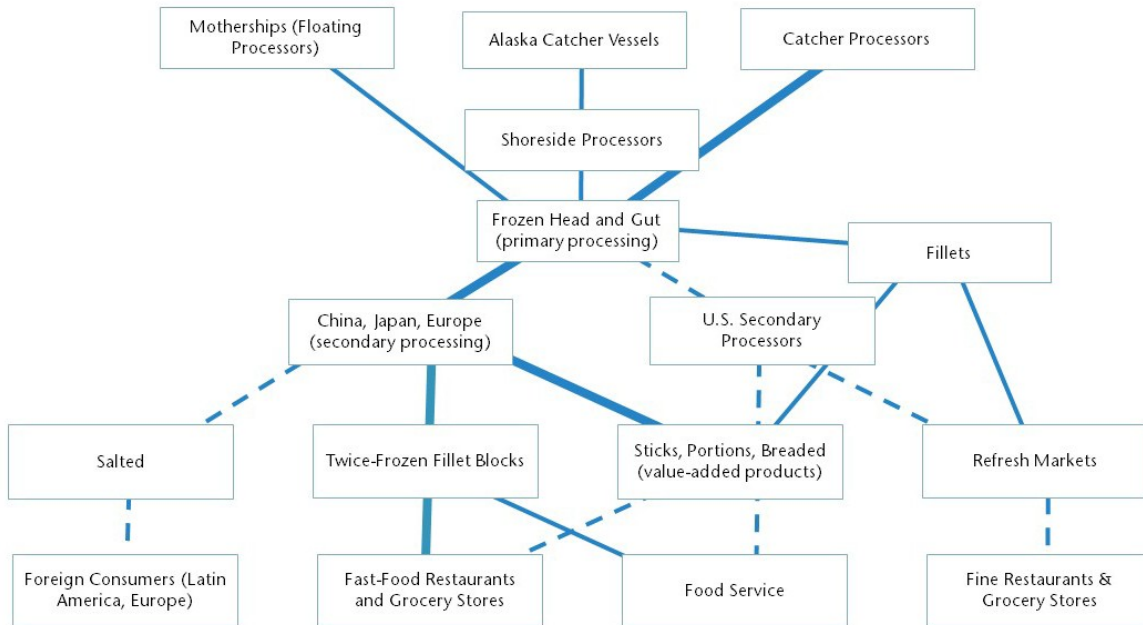 Motherships (Floating
Processors)
Alaska Catcher Vessels
Catcher Processors
Shoreside Processors
Frozen Head and Gut
(primary processing)
Fillets
China, Japan, Europe
(secondary processing)
U.S. Secondary
Processors
Salted
Twice-Frozen Fillet Blocks
Sticks, Portions, Breaded
(value-added products)
Refresh Markets
Foreign Consumers (Latin
America, Europe)
Fast-Food Restaurants
and Grocery Stores
Food Service
Fine Restaurants &
Grocery Stores